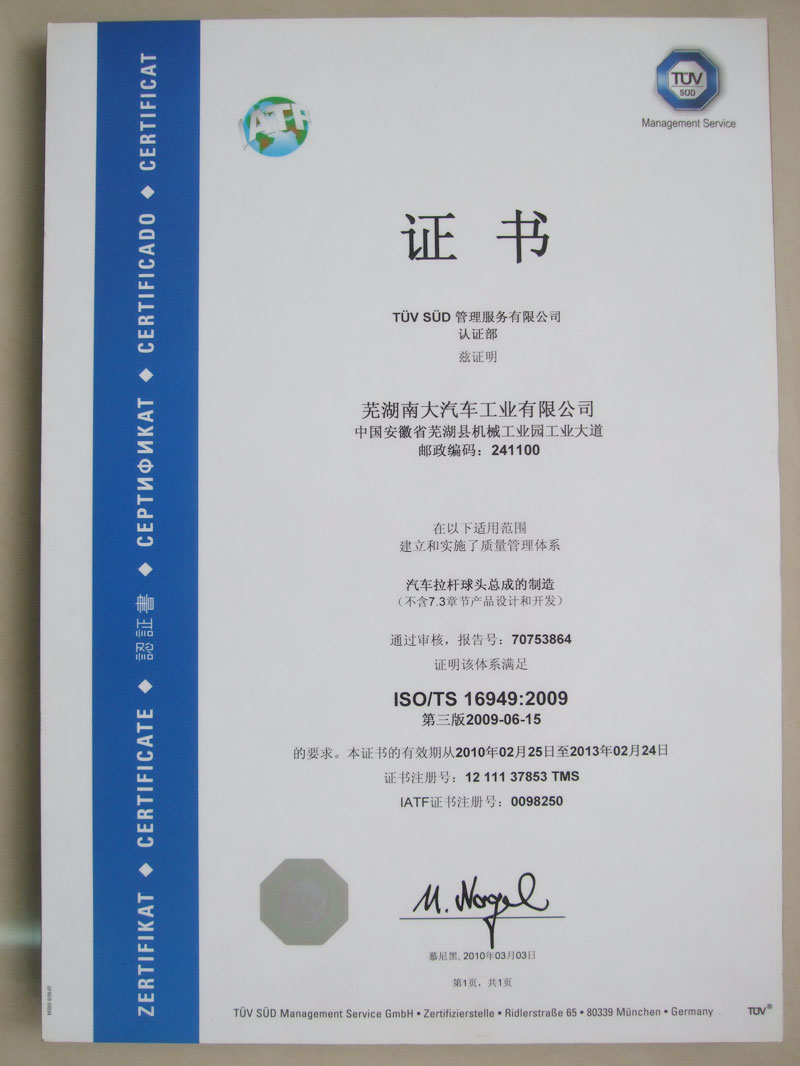 ZERTIFIKAT ◆ CERTIFICATE ◆ 認証書 ◆ СЕРТИФИКАТ ◆ CERTIFICADO ◆ CERTIFICAT
IATF
TÜV
SÜD
Management Service
证书
TÜV SÜD 管理服务有限公司
认证部
兹证明
芜湖南大汽车工业有限公司
中国安徽省芜湖县机械工业园工业大道
邮政编码：241100
在以下适用范围
建立和实施了质量管理体系
汽车拉杆球头总成的制造
（不含7.3章节产品设计和开发）
通过审核，报告号：70753864
证明该体系满足
ISO/TS 16949:2009
第三版2009-06-15
的要求。本证书的有效期从2010年02月25日至2013年02月24日
证书注册号：12 111 37853 TMS
IATF证书注册号：0098250
M. Nagel
慕尼黑, 2010年03月03日
第1页，共1页
TÜV SÜD Management Service GmbH • Zertifizierstelle • Ridlerstraße 65 • 80339 München • Germany
TÜV®